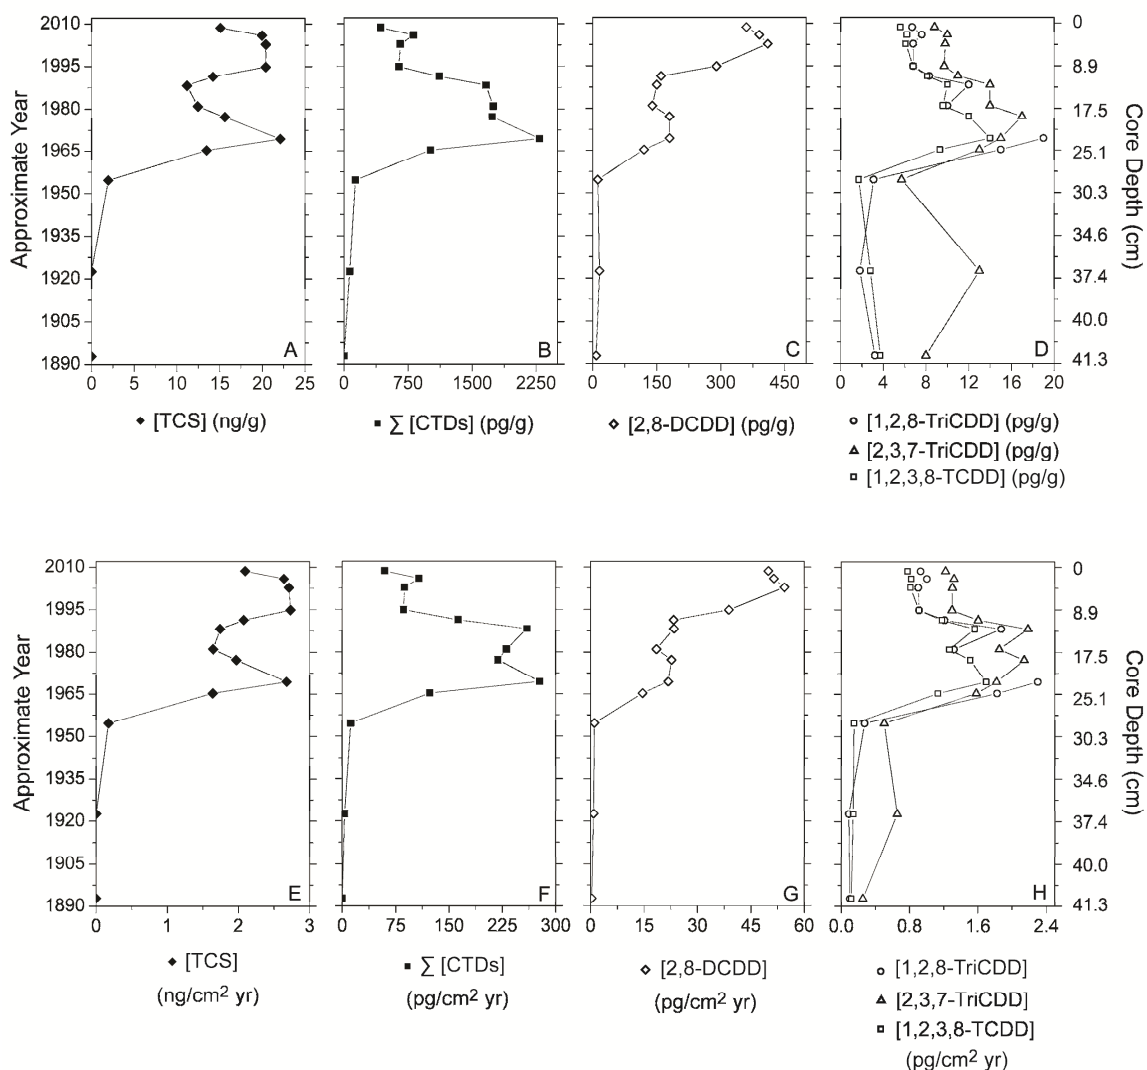 Approximate Year
2010
1995
1980
1965
1950
1935
1920
1905
1890
0 5 10 15 20 25
A
0 750 1500 2250
B
0 150 300 450
C
0 4 8 12 16 20
D
0
8.9
17.5
25.1
30.3
34.6
37.4
40.0
41.3
Core Depth (cm)
[TCS] (ng/g)
∑ [CTDs] (pg/g)
[2,8-DCDD] (pg/g)
[1,2,8-TriCDD] (pg/g)
[2,3,7-TriCDD] (pg/g)
[1,2,3,8-TCDD] (pg/g)
Approximate Year
2010
1995
1980
1965
1950
1935
1920
1905
1890
0 1 2 3
E
0 75 150 225 300
F
0 15 30 45 60
G
0.0 0.8 1.6 2.4
H
0
8.9
17.5
25.1
30.3
34.6
37.4
40.0
41.3
Core Depth (cm)
[TCS]
(ng/cm² yr)
∑ [CTDs]
(pg/cm² yr)
[2,8-DCDD]
(pg/cm² yr)
[1,2,8-TriCDD]
[2,3,7-TriCDD]
[1,2,3,8-TCDD]
(pg/cm² yr)